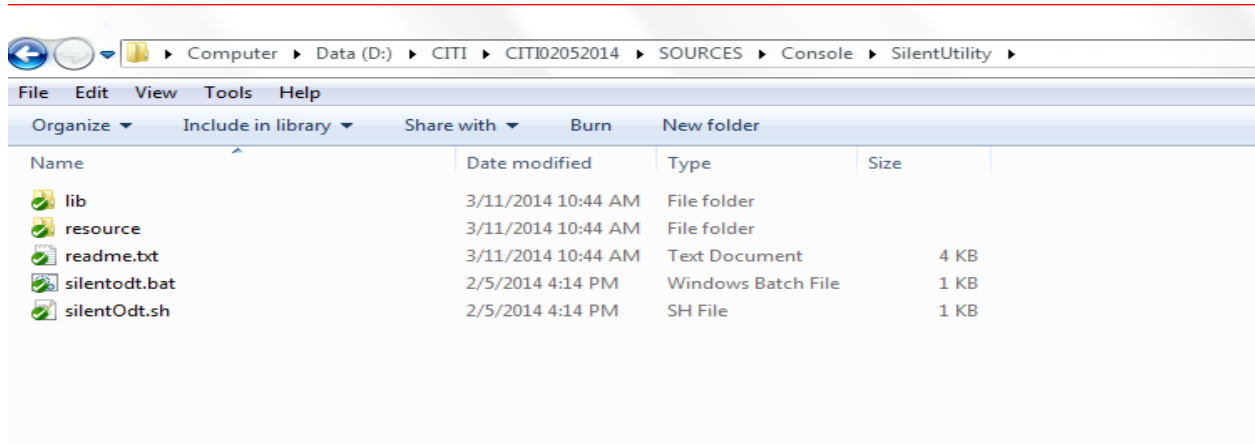 Computer Data (D:) CITI CITI02052014 SOURCES Console SilentUtility
File Edit View Tools Help
Organize Include in library Share with Burn New folder
Name Date modified Type Size
lib 3/11/2014 10:44 AM File folder
resource 3/11/2014 10:44 AM File folder
readme.txt 3/11/2014 10:44 AM Text Document 4 KB
silentodt.bat 2/5/2014 4:14 PM Windows Batch File 1 KB
silentOdt.sh 2/5/2014 4:14 PM SH File 1 KB